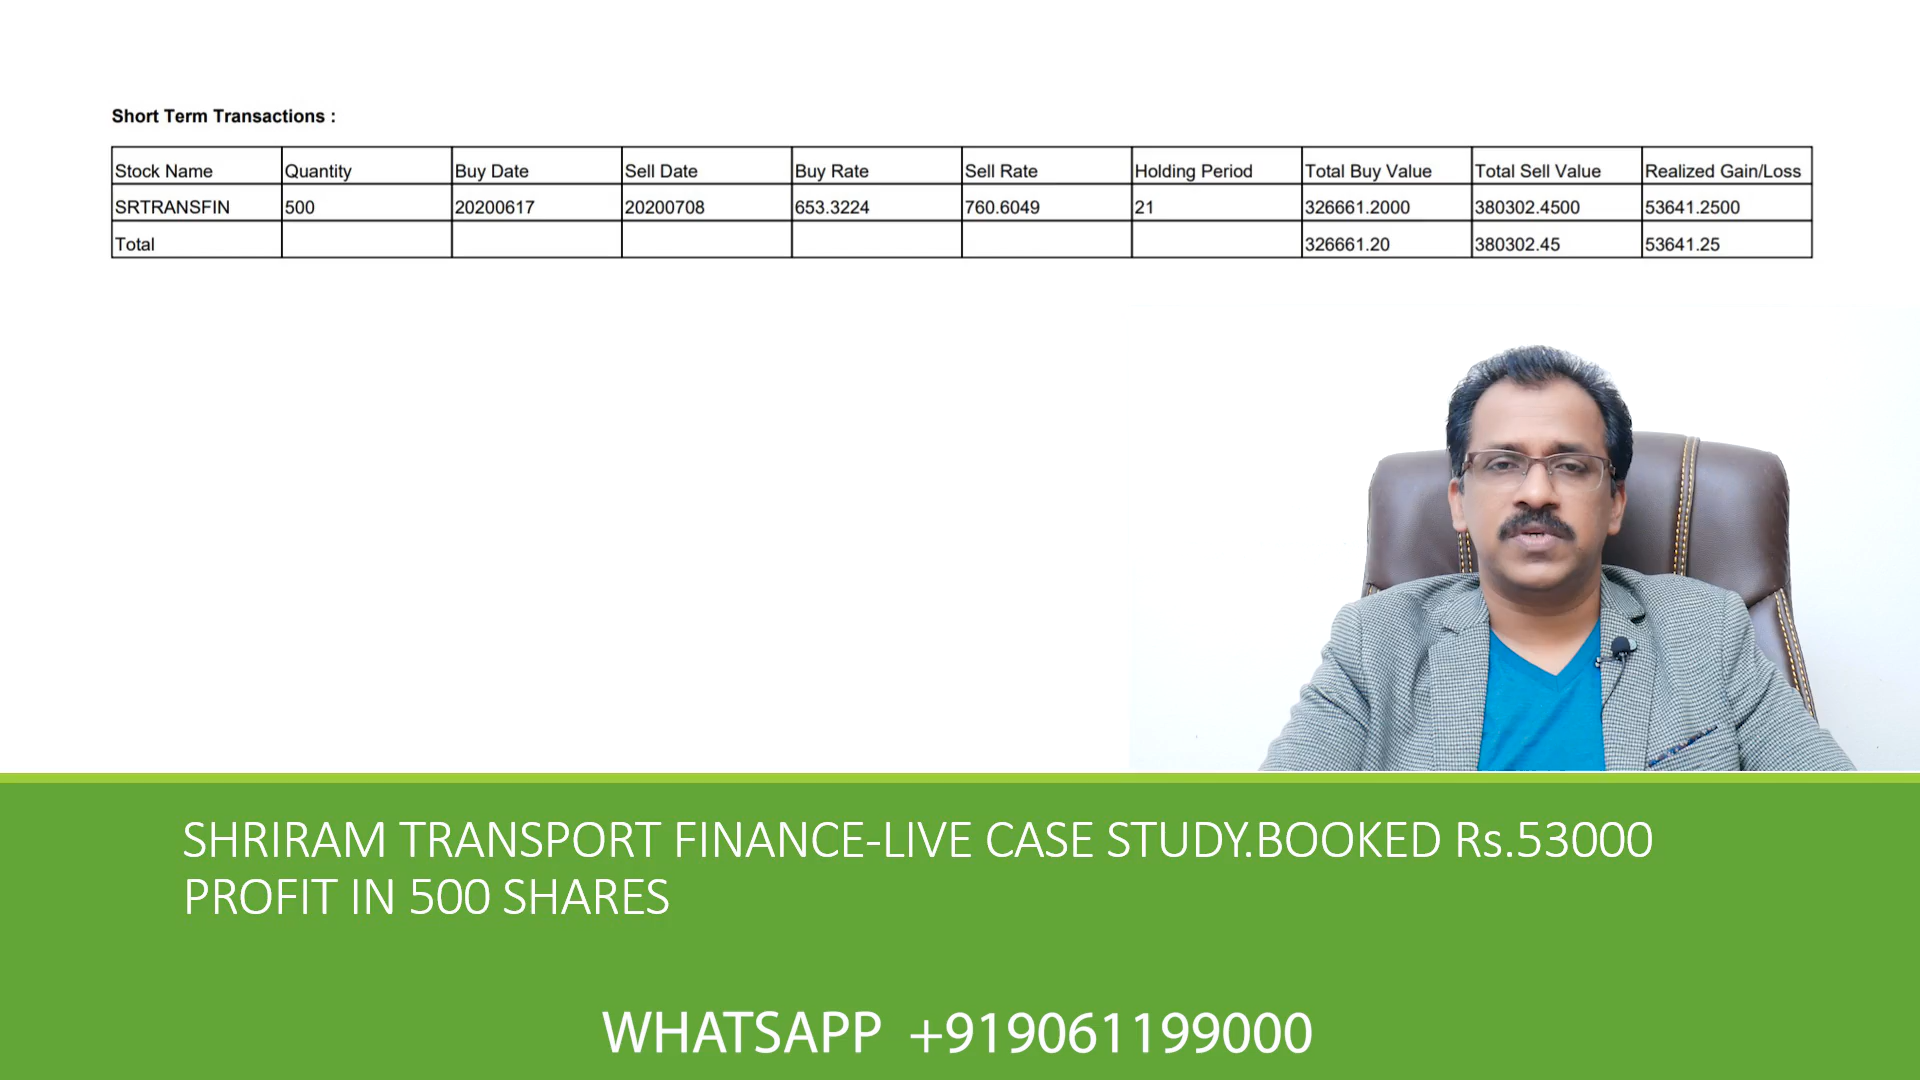 Short Term Transactions :
Stock Name Quantity Buy Date Sell Date Buy Rate Sell Rate Holding Period Total Buy Value Total Sell Value Realized Gain/Loss
SRTRANSFIN 500 20200617 20200708 653.3224 760.6049 21 326661.2000 380302.4500 53641.2500
Total 326661.20 380302.45 53641.25
SHRIRAM TRANSPORT FINANCE-LIVE CASE STUDY.BOOKED Rs.53000
PROFIT IN 500 SHARES
WHATSAPP +919061199000